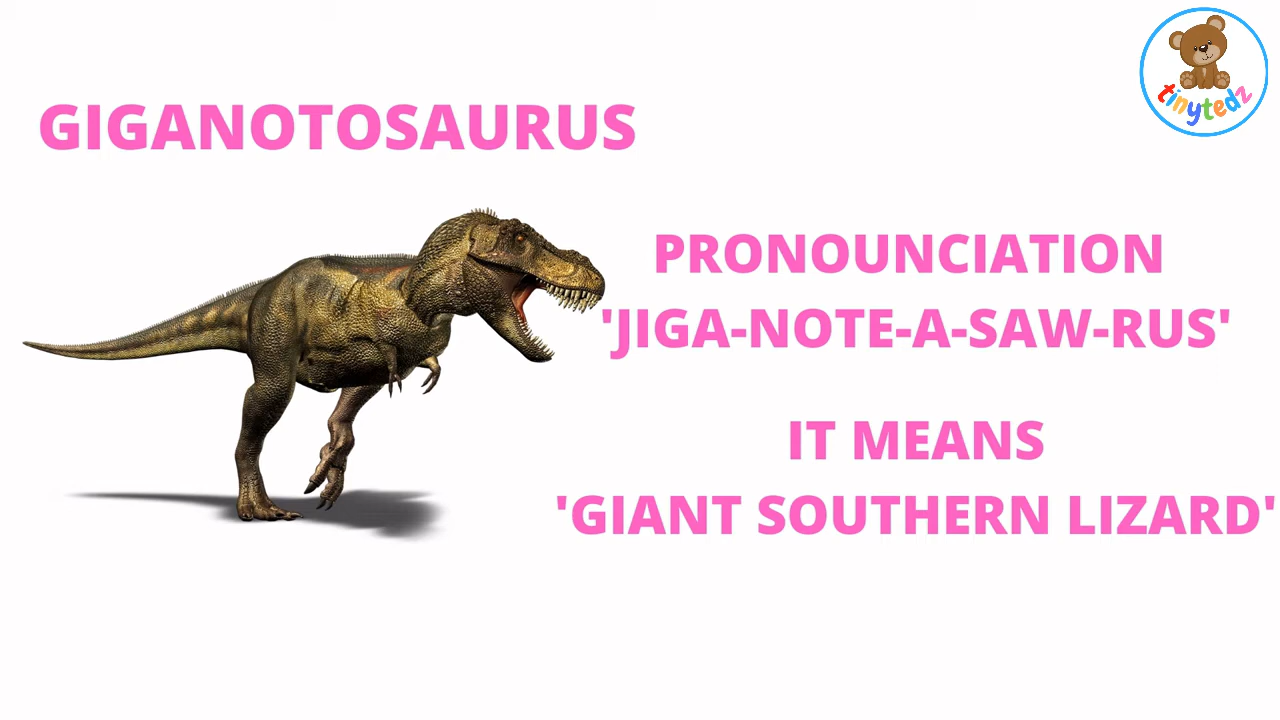 tinytedz
GIGANOTOSAURUS
PRONOUNCIATION
'JIGA-NOTE-A-SAW-RUS'
IT MEANS
'GIANT SOUTHERN LIZARD'